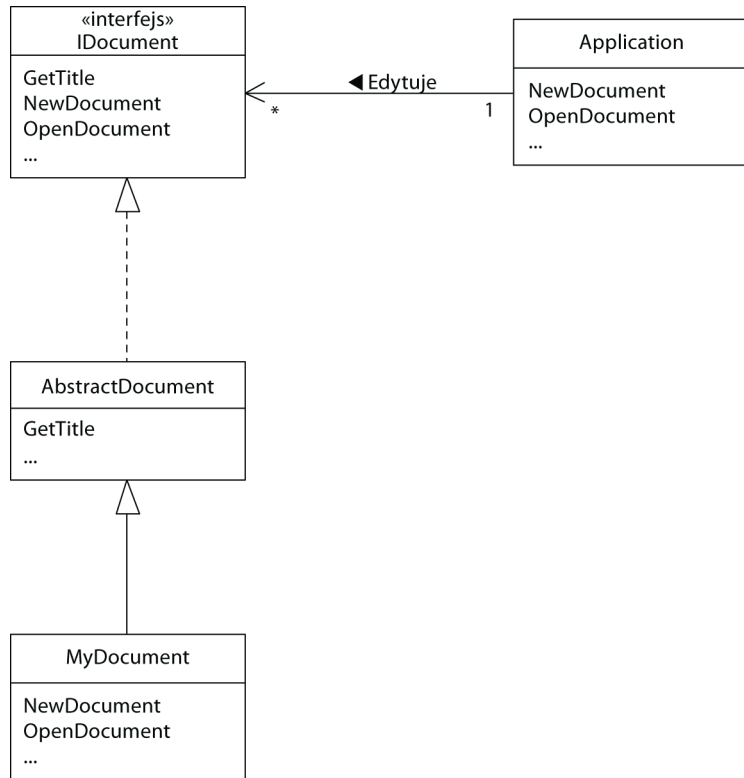 «interfejs»
IDocument
GetTitle
NewDocument
OpenDocument
...
◀ Edytuje
*
1
Application
NewDocument
OpenDocument
...
AbstractDocument
GetTitle
...
MyDocument
NewDocument
OpenDocument
...